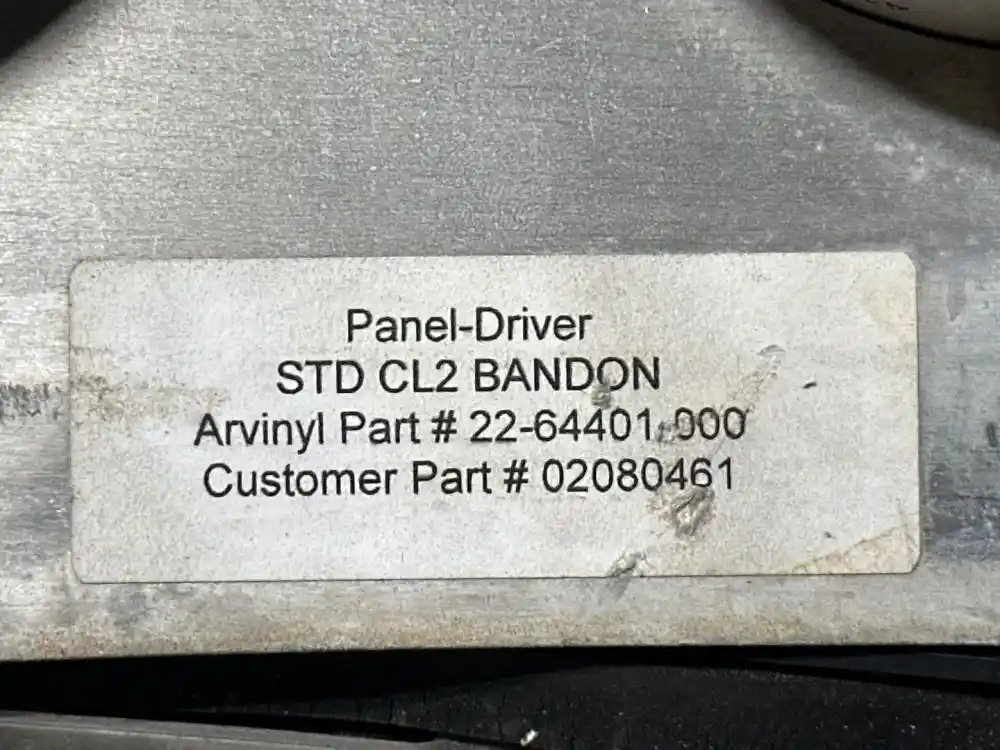 Panel-Driver
STD CL2 BANDON
Arvinyl Part # 22-64401-000
Customer Part # 02080461